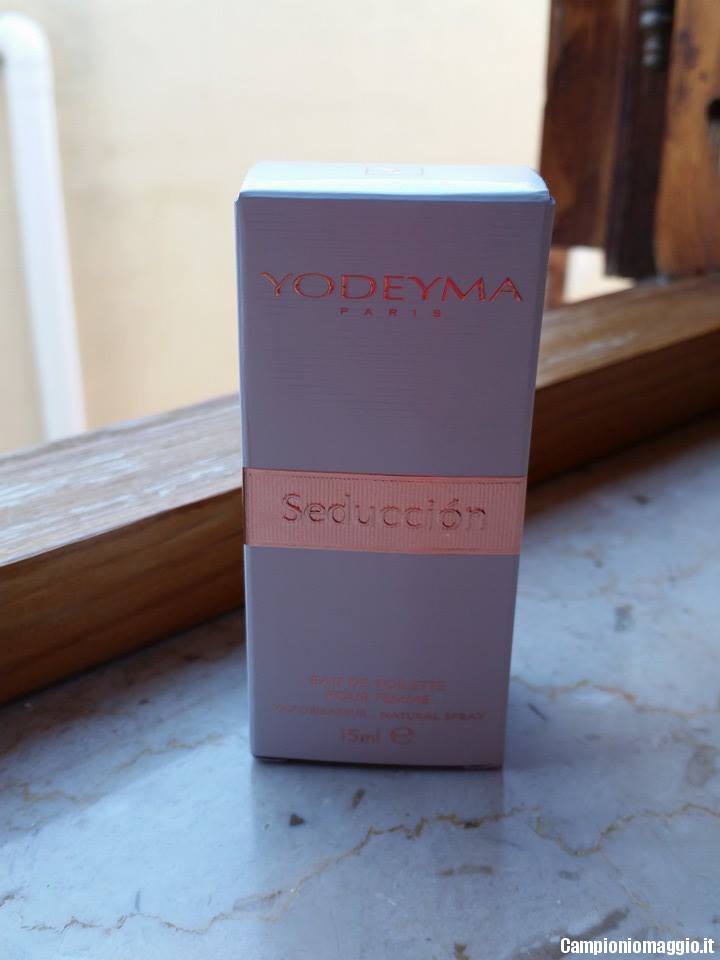 YODEYMA
PARIS
Seducción
EAU DE TOILETTE
POUR FEMME
VAPORISATEUR - NATURAL SPRAY
15ml ℮
Campioniomaggio.it